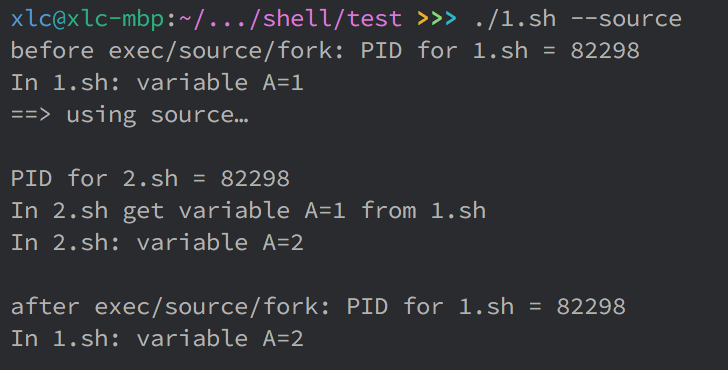 xlc@xlc-mbp:~/.../shell/test >>> ./1.sh --source
before exec/source/fork: PID for 1.sh = 82298
In 1.sh: variable A=1
==> using source…
PID for 2.sh = 82298
In 2.sh get variable A=1 from 1.sh
In 2.sh: variable A=2
after exec/source/fork: PID for 1.sh = 82298
In 1.sh: variable A=2